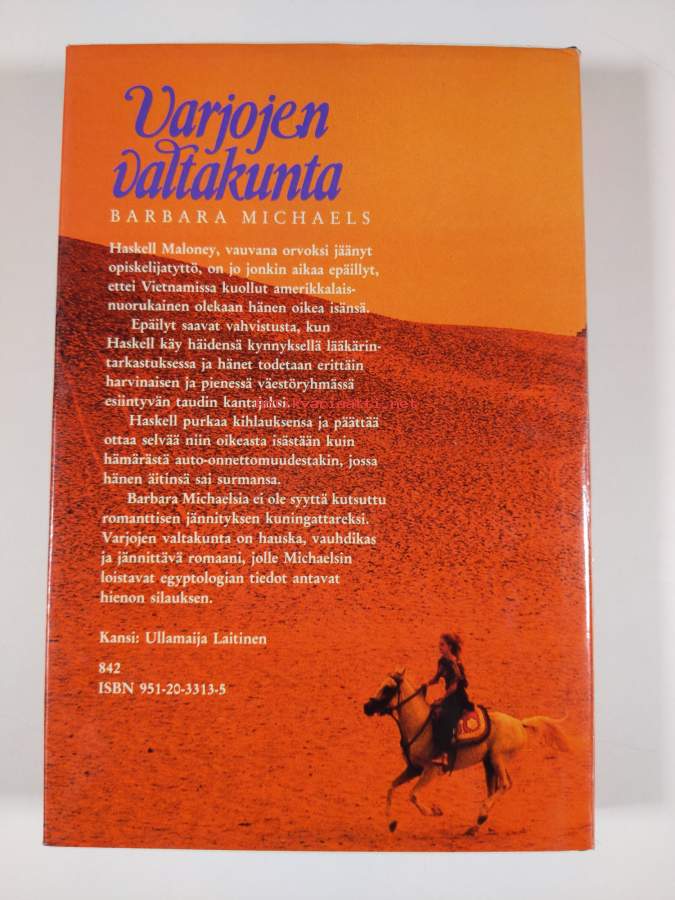 Varjojen
valtakunta
BARBARA MICHAELS
Haskell Maloney, vauvana orvoksi jäänyt
opiskelijatyttö, on jo jonkin aikaa epäillyt,
ettei Vietnamissa kuollut amerikkalais-
nuorukainen olekaan hänen oikea isänsä.
Epäilyt saavat vahvistusta, kun
Haskell käy häidensä kynnyksellä lääkärin-
tarkastuksessa ja hänet todetaan erittäin
harvinaisen ja pienessä väestöryhmässä
esiintyvän taudin kantajaksi.
Haskell purkaa kihlauksensa ja päättää
ottaa selvää niin oikeasta isästään kuin
hämärästä auto-onnettomuudestakin, jossa
hänen äitinsä sai surmansa.
Barbara Michaelsia ei ole syyttä kutsuttu
romanttisen jännityksen kuningattareksi.
Varjojen valtakunta on hauska, vauhdikas
ja jännittävä romaani, jolle Michaelsin
loistavat egyptologian tiedot antavat
hienon silauksen.
Kansi: Ullamaija Laitinen
842
ISBN 951-20-3313-5